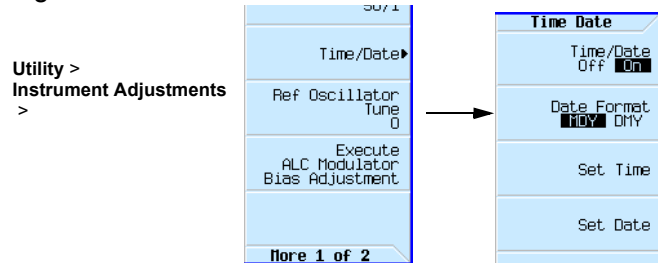 Utility >
Instrument Adjustments
>
Time/Date
Ref Oscillator
Tune
0
Execute
ALC Modulator
Bias Adjustment
More 1 of 2
Time Date
Time/Date
Off On
Date Format
MDY DMY
Set Time
Set Date